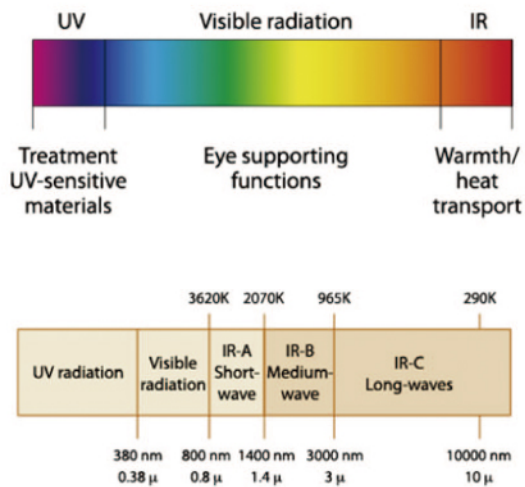 UV Visible radiation IR
Treatment
UV-sensitive
materials
Eye supporting
functions
Warmth/
heat
transport
3620K 2070K 965K 290K
UV radiation
Visible
radiation
IR-A
Short-
wave
IR-B
Medium-
wave
IR-C
Long-waves
380 nm 800 nm 1400 nm 3000 nm 10000 nm
0.38 µ 0.8 µ 1.4 µ 3 µ 10 µ